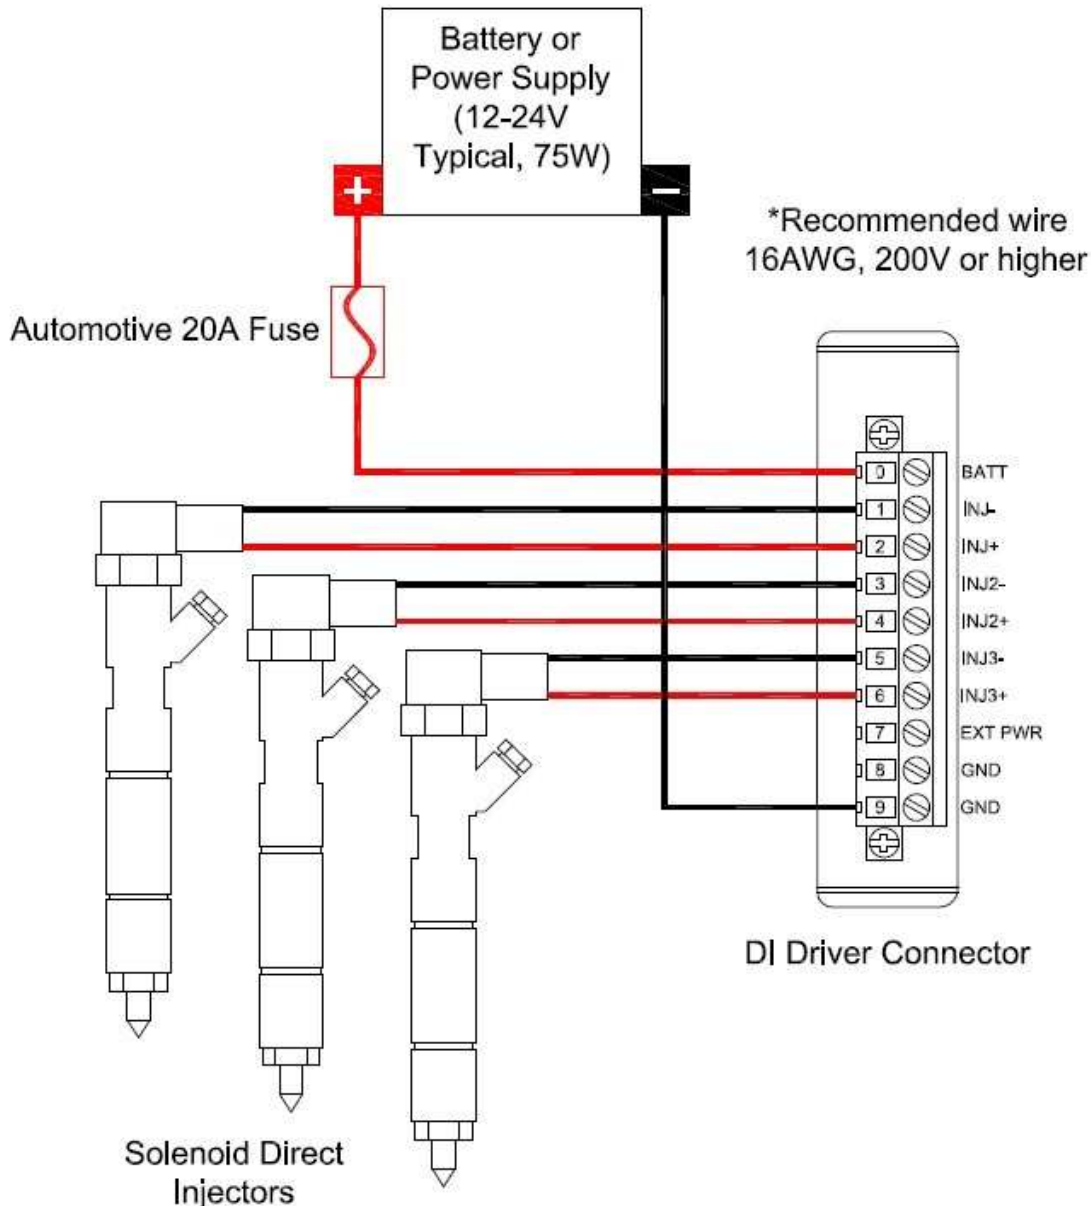 Battery or
Power Supply
(12-24V
Typical, 75W)
+
-
*Recommended wire
16AWG, 200V or higher
Automotive 20A Fuse
0 BATT
1 INJ-
2 INJ+
3 INJ2-
4 INJ2+
5 INJ3-
6 INJ3+
7 EXT PWR
8 GND
9 GND
DI Driver Connector
Solenoid Direct
Injectors